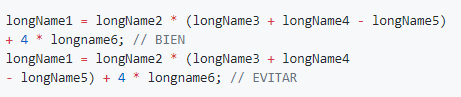 longName1 = longName2 * (longName3 + longName4 - longName5)
+ 4 * longname6; // BIEN
longName1 = longName2 * (longName3 + longName4
- longName5) + 4 * longname6; // EVITAR